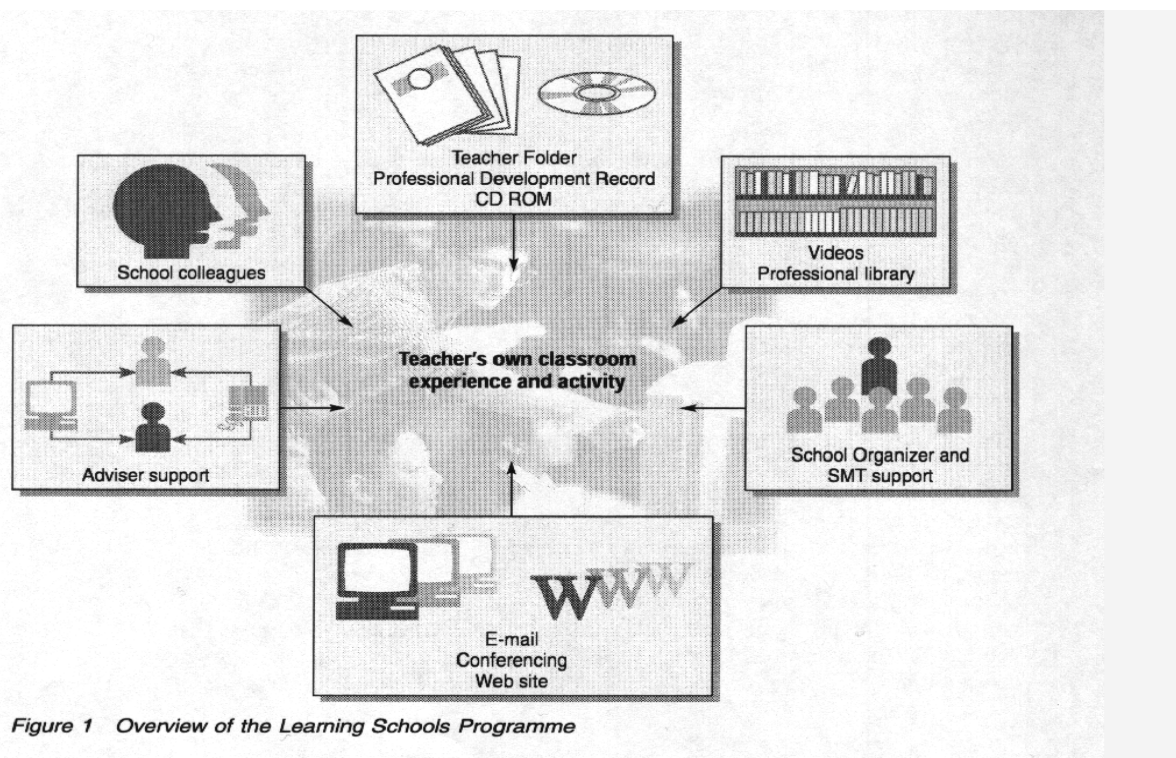 Teacher Folder
Professional Development Record
CD ROM
School colleagues
Videos
Professional library
Teacher's own classroom
experience and activity
Adviser support
School Organizer and
SMT support
WWW
E-mail
Conferencing
Web site
Figure 1 Overview of the Learning Schools Programme